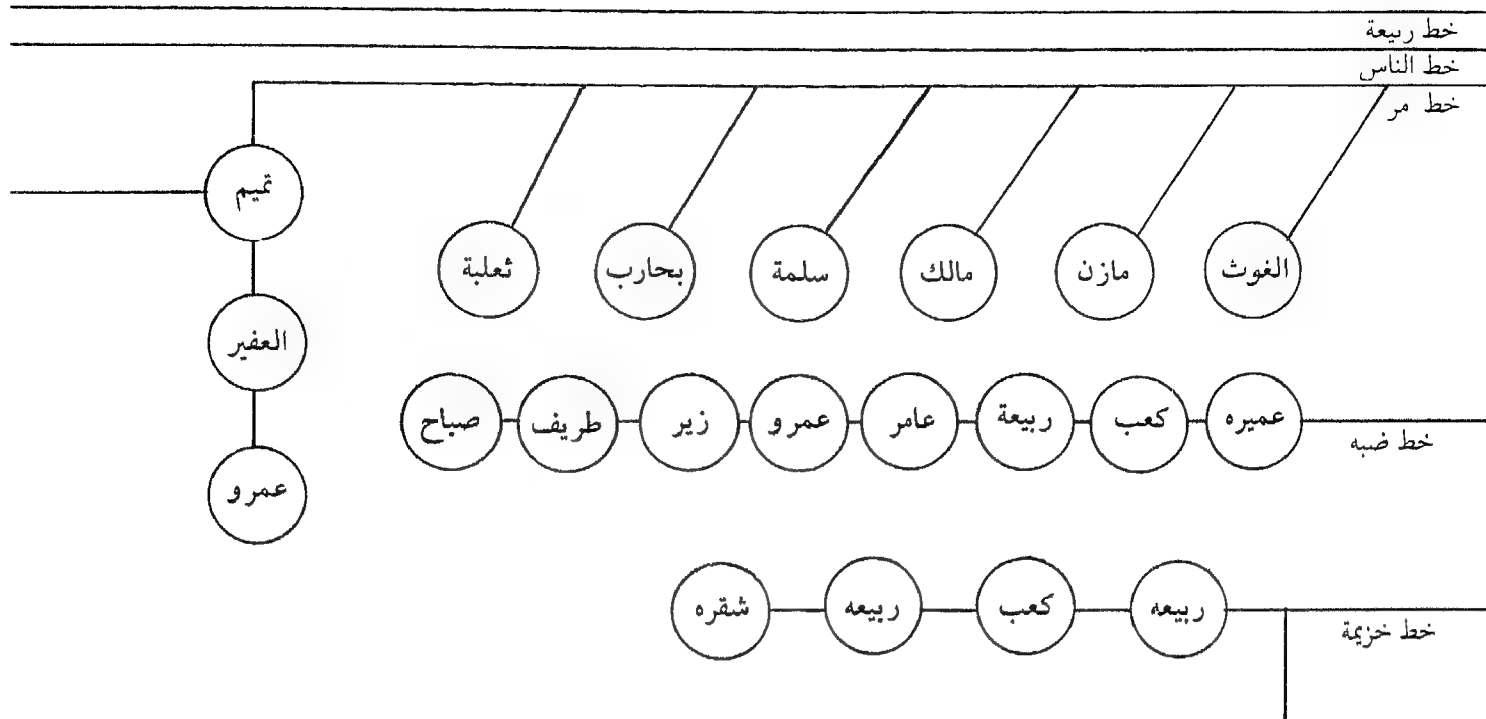 خط ربيعة
خط الناس
خط مر
تميم
الغوث
مازن
مالك
سلمة
بحارب
ثعلبة
العفير
خط ضبه
عميره
كعب
ربيعة
عامر
عمرو
زير
طريف
صباح
عمرو
خط خزيمة
ربيعه
كعب
ربيعه
شقره